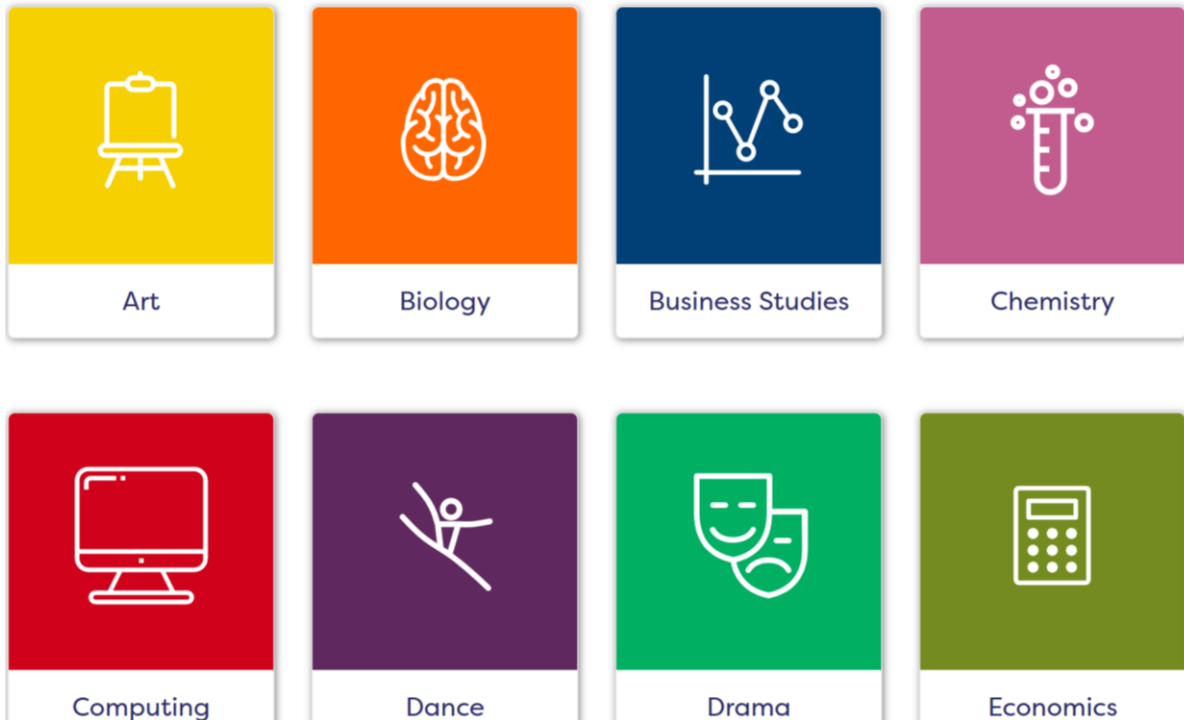 Art
Biology
Business Studies
Chemistry
Computing
Dance
Drama
Economics